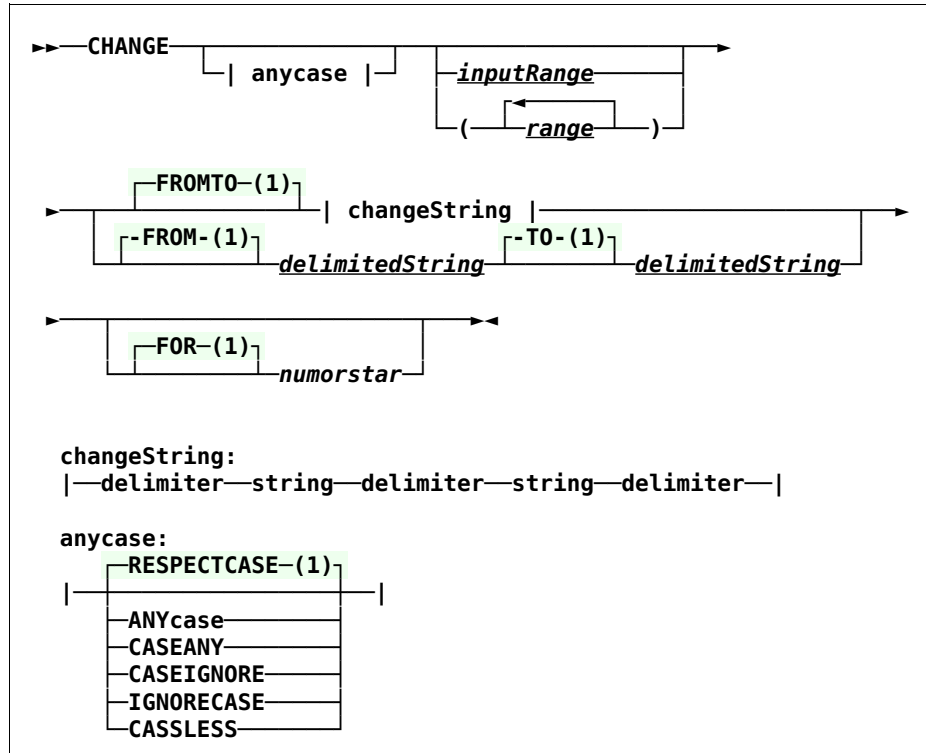 CHANGE
| anycase |
inputRange
( range )
FROMTO (1)
| changeString |
-FROM-(1) -TO-(1)
delimitedString delimitedString
FOR (1)
numorstar
changeString:
|—delimiter—string—delimiter—string—delimiter—|
anycase:
RESPECTCASE (1)
ANYcase
CASEANY
CASEIGNORE
IGNORECASE
CASSLESS